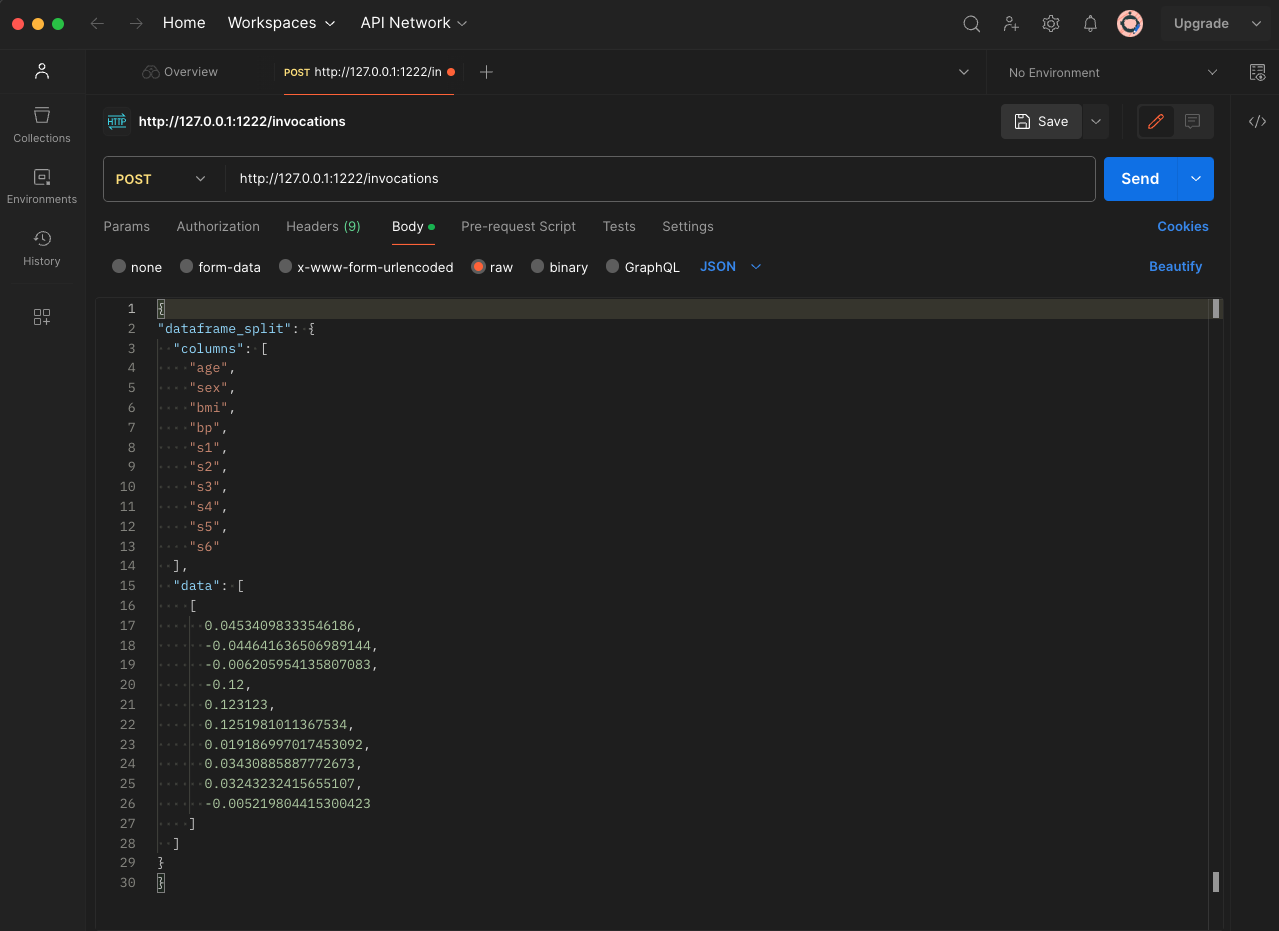 Home Workspaces API Network Upgrade
Overview POST http://127.0.0.1:1222/in No Environment
HTTP http://127.0.0.1:1222/invocations Save
Collections
POST http://127.0.0.1:1222/invocations Send
Environments
Params Authorization Headers (9) Body Pre-request Script Tests Settings Cookies
History
none form-data x-www-form-urlencoded raw binary GraphQL JSON Beautify
1 {
2 "dataframe_split": {
3 "columns": [
4 "age",
5 "sex",
6 "bmi",
7 "bp",
8 "s1",
9 "s2",
10 "s3",
11 "s4",
12 "s5",
13 "s6"
14 ],
15 "data": [
16 [
17 0.04534098333546186,
18 -0.044641636506989144,
19 -0.006205954135807083,
20 -0.12,
21 0.123123,
22 0.1251981011367534,
23 0.019186997017453092,
24 0.03430885887772673,
25 0.03243232415655107,
26 -0.005219804415300423
27 ]
28 ]
29 }
30 }